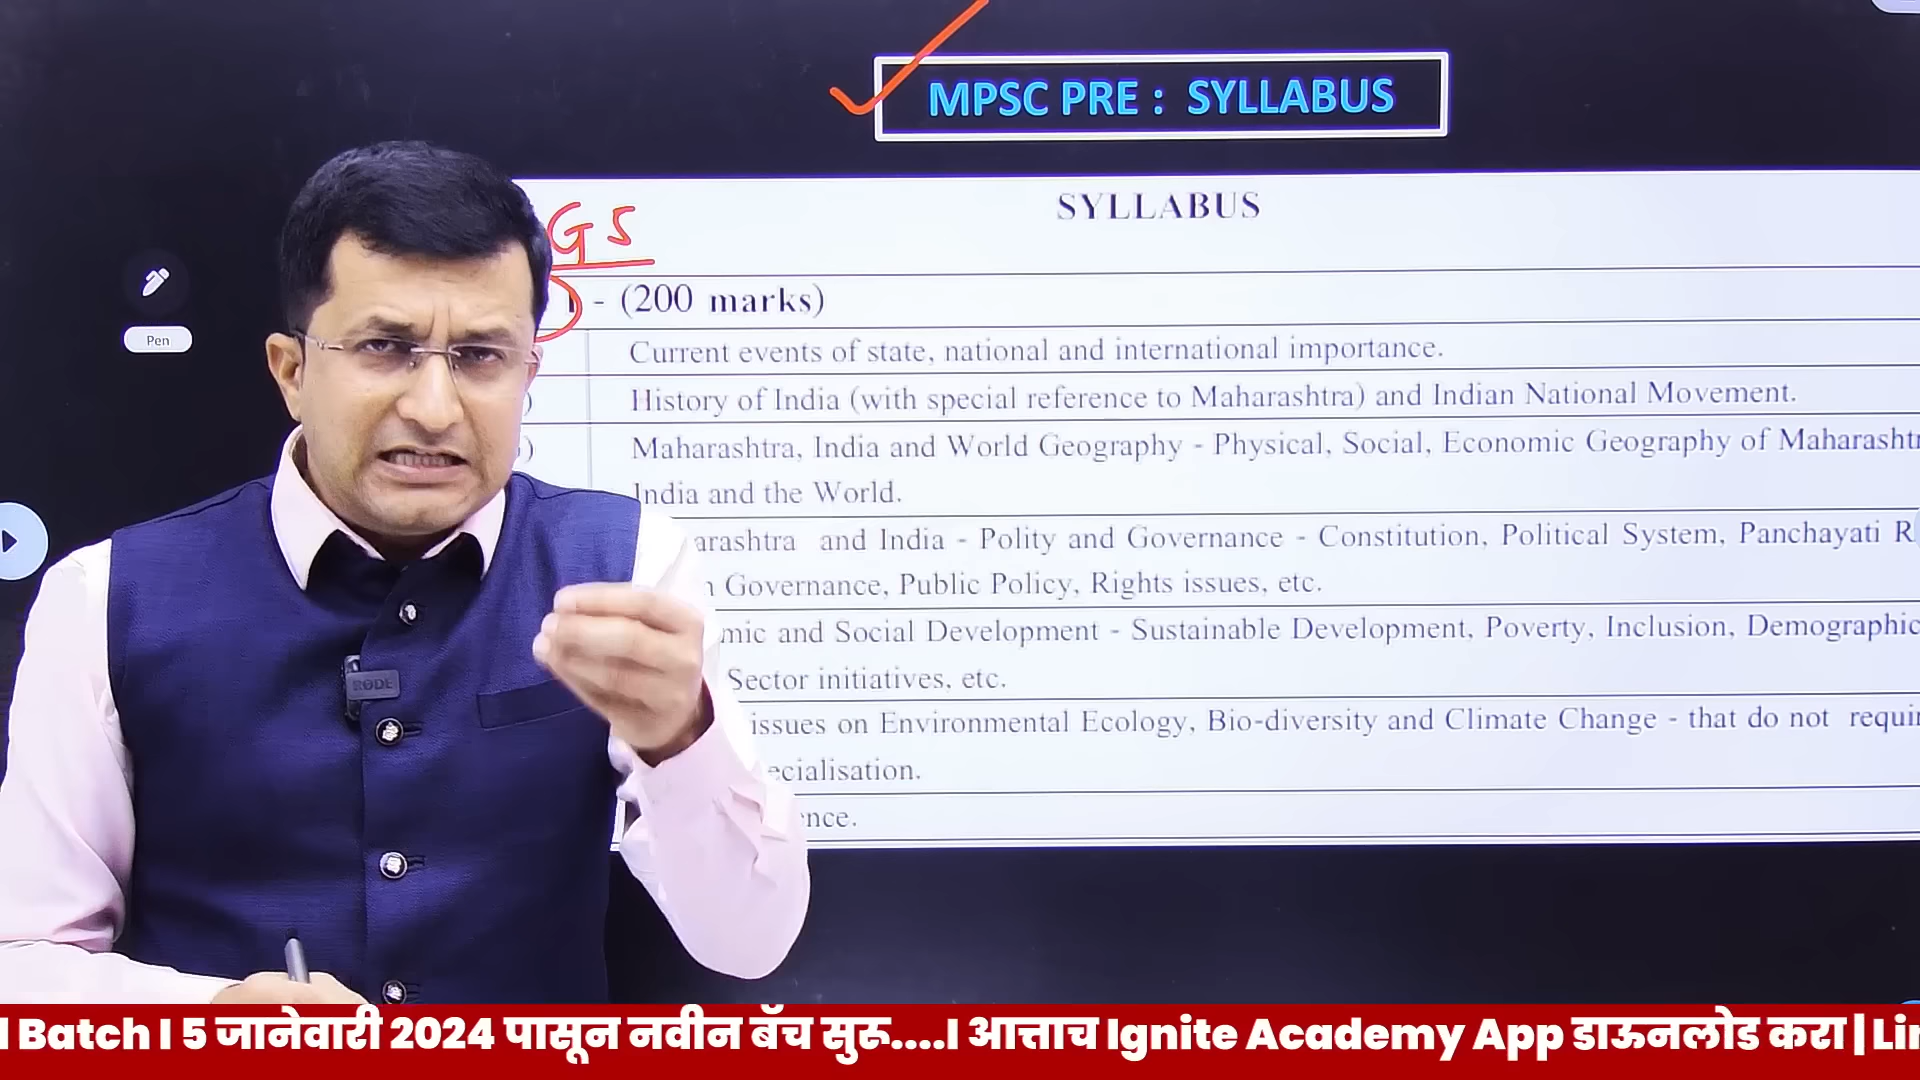 MPSC PRE : SYLLABUS
SYLLABUS
GS
Pen
1 - (200 marks)
Current events of state, national and international importance.
History of India (with special reference to Maharashtra) and Indian National Movement.
Maharashtra, India and World Geography - Physical, Social, Economic Geography of Maharashtr
India and the World.
arashtra and India - Polity and Governance - Constitution, Political System, Panchayati R
n Governance, Public Policy, Rights issues, etc.
mic and Social Development - Sustainable Development, Poverty, Inclusion, Demographic
Sector initiatives, etc.
issues on Environmental Ecology, Bio-diversity and Climate Change - that do not requi
ecialisation.
ence.
RODE
Batch I 5 जानेवारी 2024 पासून नवीन बॅच सुरू....I आत्ताच Ignite Academy App डाऊनलोड करा | Lin